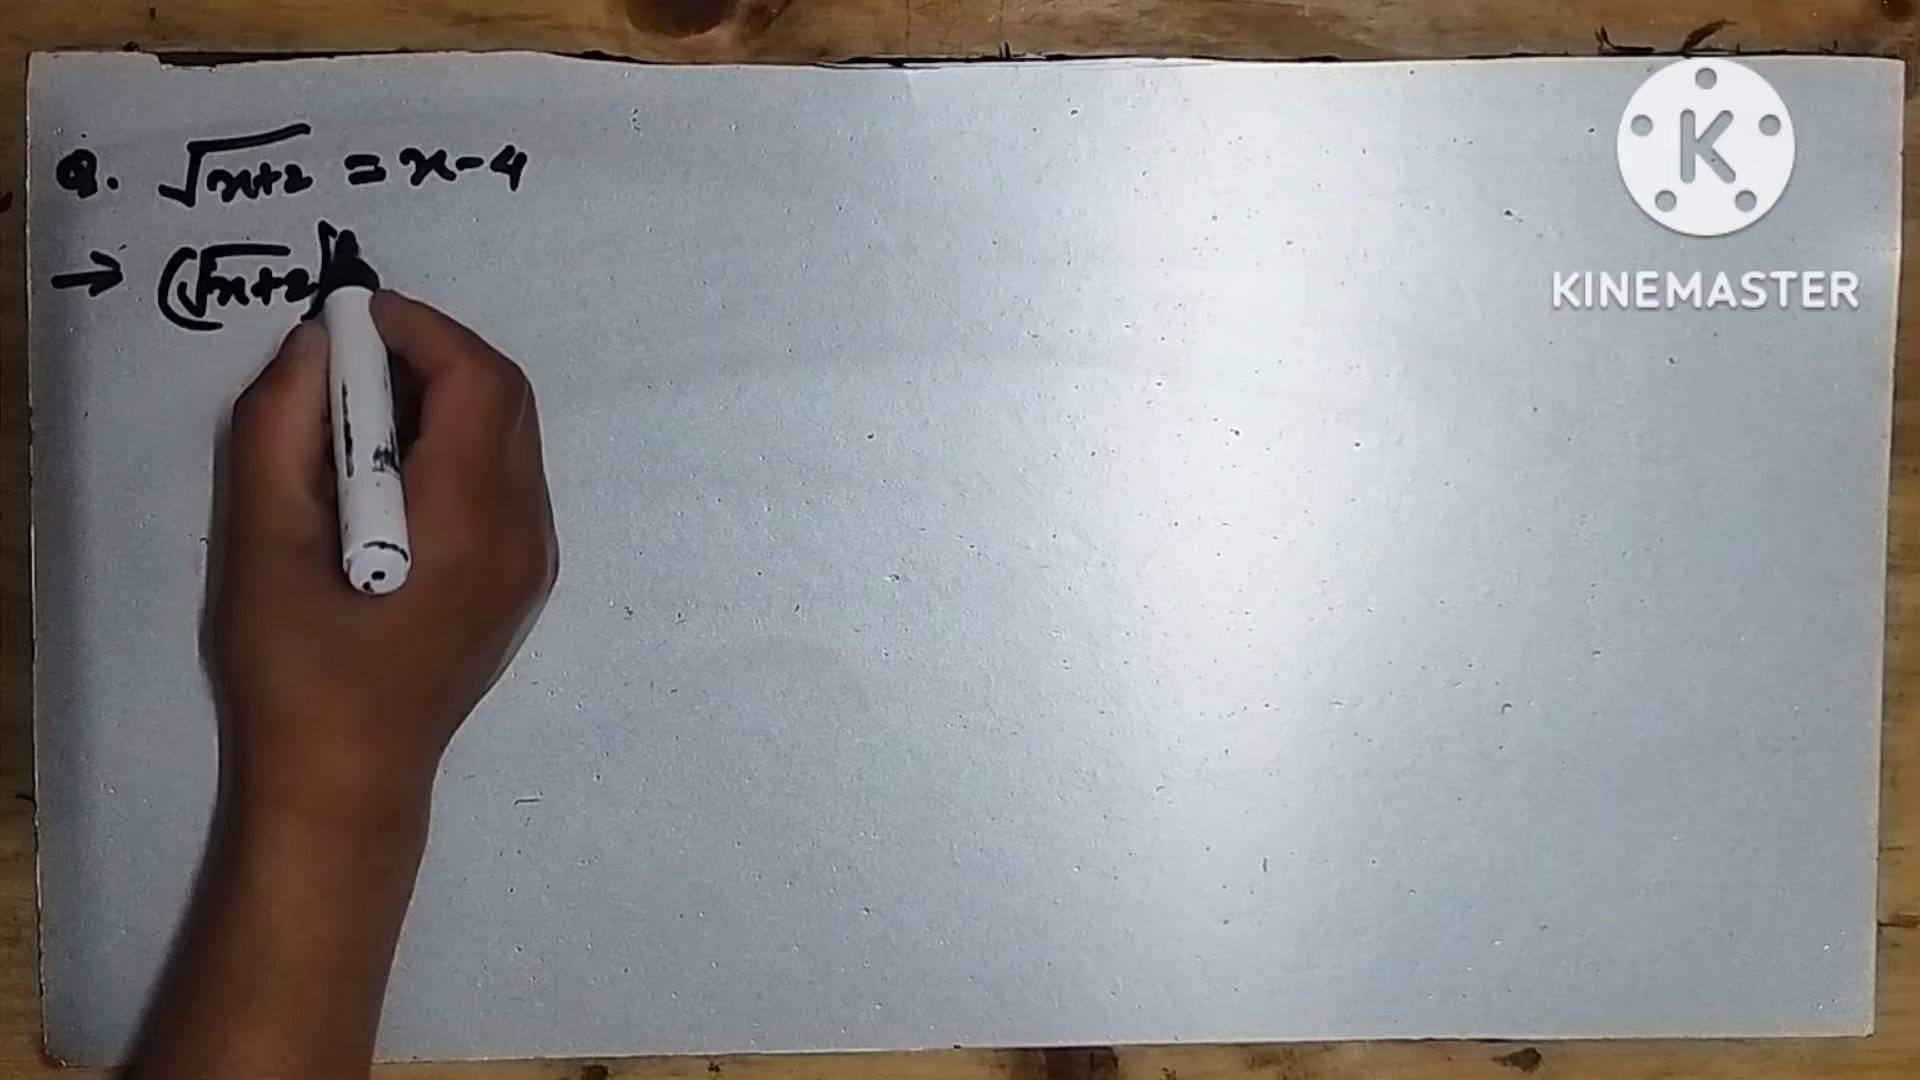 Q. √x+2 = x-4
→ (√x+2)
KINEMASTER